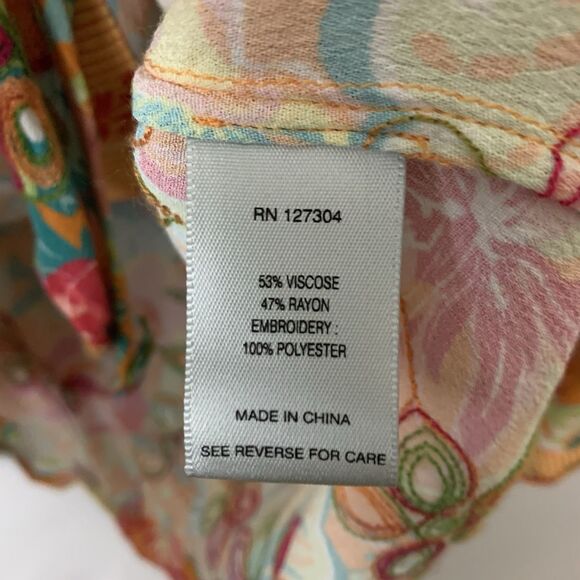 RN 127304
53% VISCOSE
47% RAYON
EMBROIDERY :
100% POLYESTER
MADE IN CHINA
SEE REVERSE FOR CARE